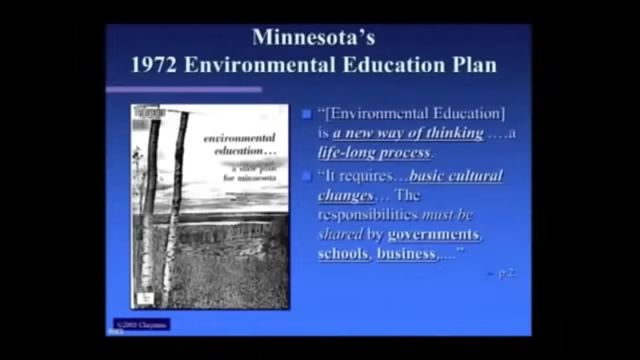 Minnesota's
1972 Environmental Education Plan
environmental
education...
a state plan
for minnesota
"[Environmental Education]
is a new way of thinking ....a
life-long process.
"It requires...basic cultural
changes... The
responsibilities must be
shared by governments,
schools, business,...."
– p.2.